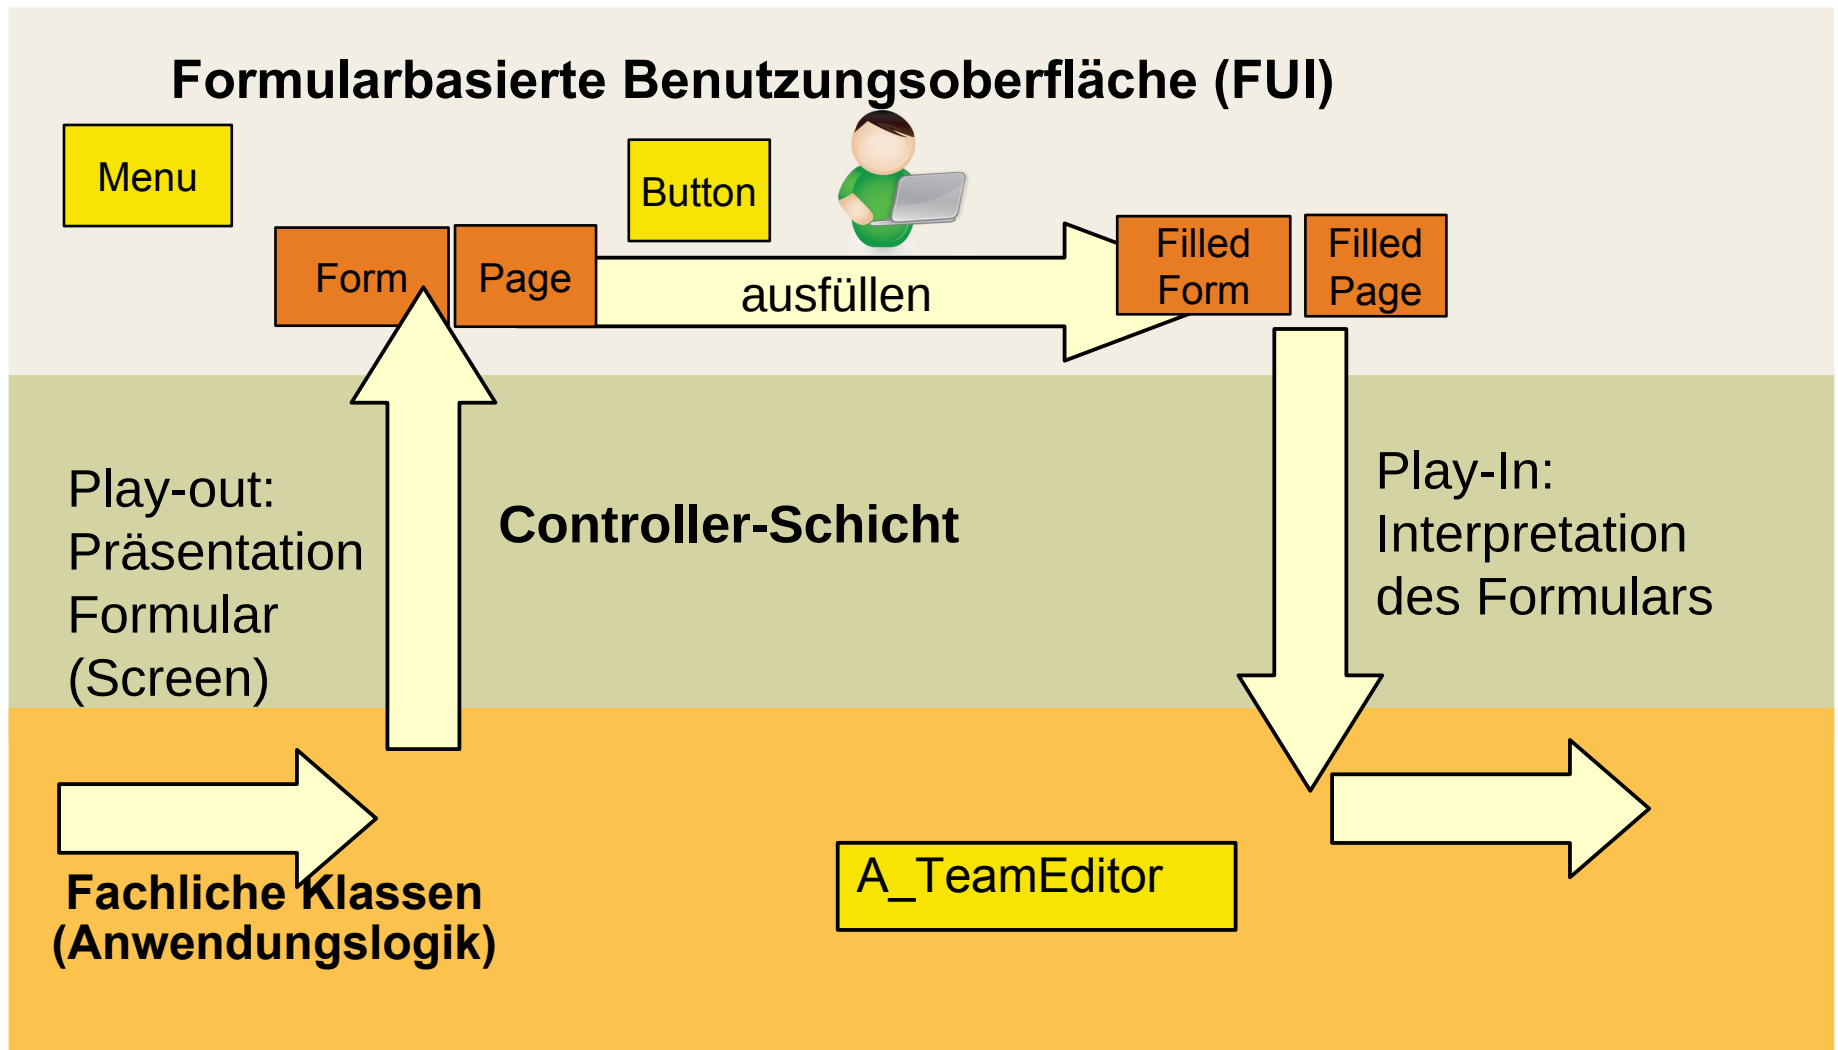 Formularbasierte Benutzungsoberfläche (FUI)
Menu
Button
Form
Page
ausfüllen
Filled
Form
Filled
Page
Play-out:
Präsentation
Formular
(Screen)
Controller-Schicht
Play-In:
Interpretation
des Formulars
Fachliche Klassen
(Anwendungslogik)
A_TeamEditor